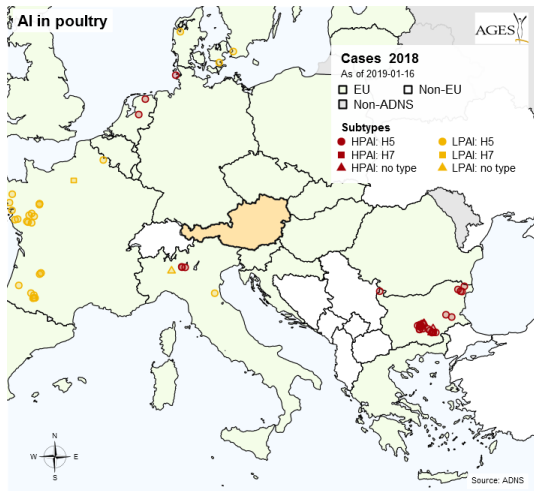 AI in poultry
AGES
Cases 2018
As of 2019-01-16
EU
Non-EU
Non-ADNS
Subtypes
HPAI: H5
LPAI: H5
HPAI: H7
LPAI: H7
HPAI: no type
LPAI: no type
N
W
E
S
Source: ADNS